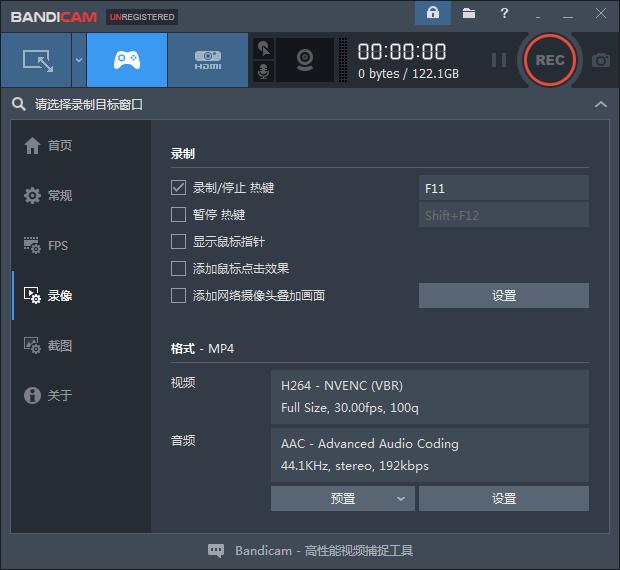 BANDICAM UNREGISTERED
?
HDMI
00:00:00
0 bytes / 122.1GB
REC
请选择录制目标窗口
首页
常规
FPS
录像
截图
关于
录制
录制/停止 热键
F11
暂停 热键
Shift+F12
显示鼠标指针
添加鼠标点击效果
添加网络摄像头叠加画面
设置
格式 - MP4
视频
H264 - NVENC (VBR)
Full Size, 30.00fps, 100q
音频
AAC - Advanced Audio Coding
44.1KHz, stereo, 192kbps
预置
设置
Bandicam - 高性能视频捕捉工具